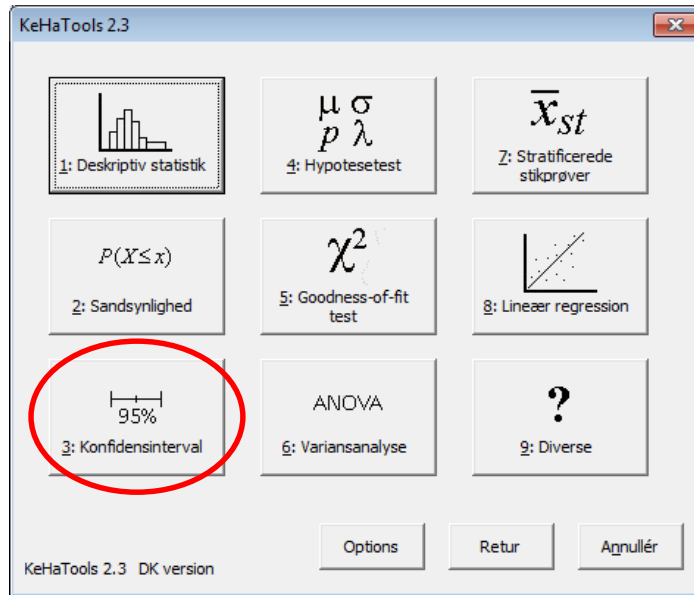 KeHaTools 2.3
1: Deskriptiv statistik
μ σ
p λ
4: Hypotesetest
x̅st
7: Stratificerede
stikprøver
P(X≤x)
2: Sandsynlighed
χ²
5: Goodness-of-fit
test
8: Lineær regression
95%
3: Konfidensinterval
ANOVA
6: Variansanalyse
?
9: Diverse
Options
Retur
Annullér
KeHaTools 2.3 DK version